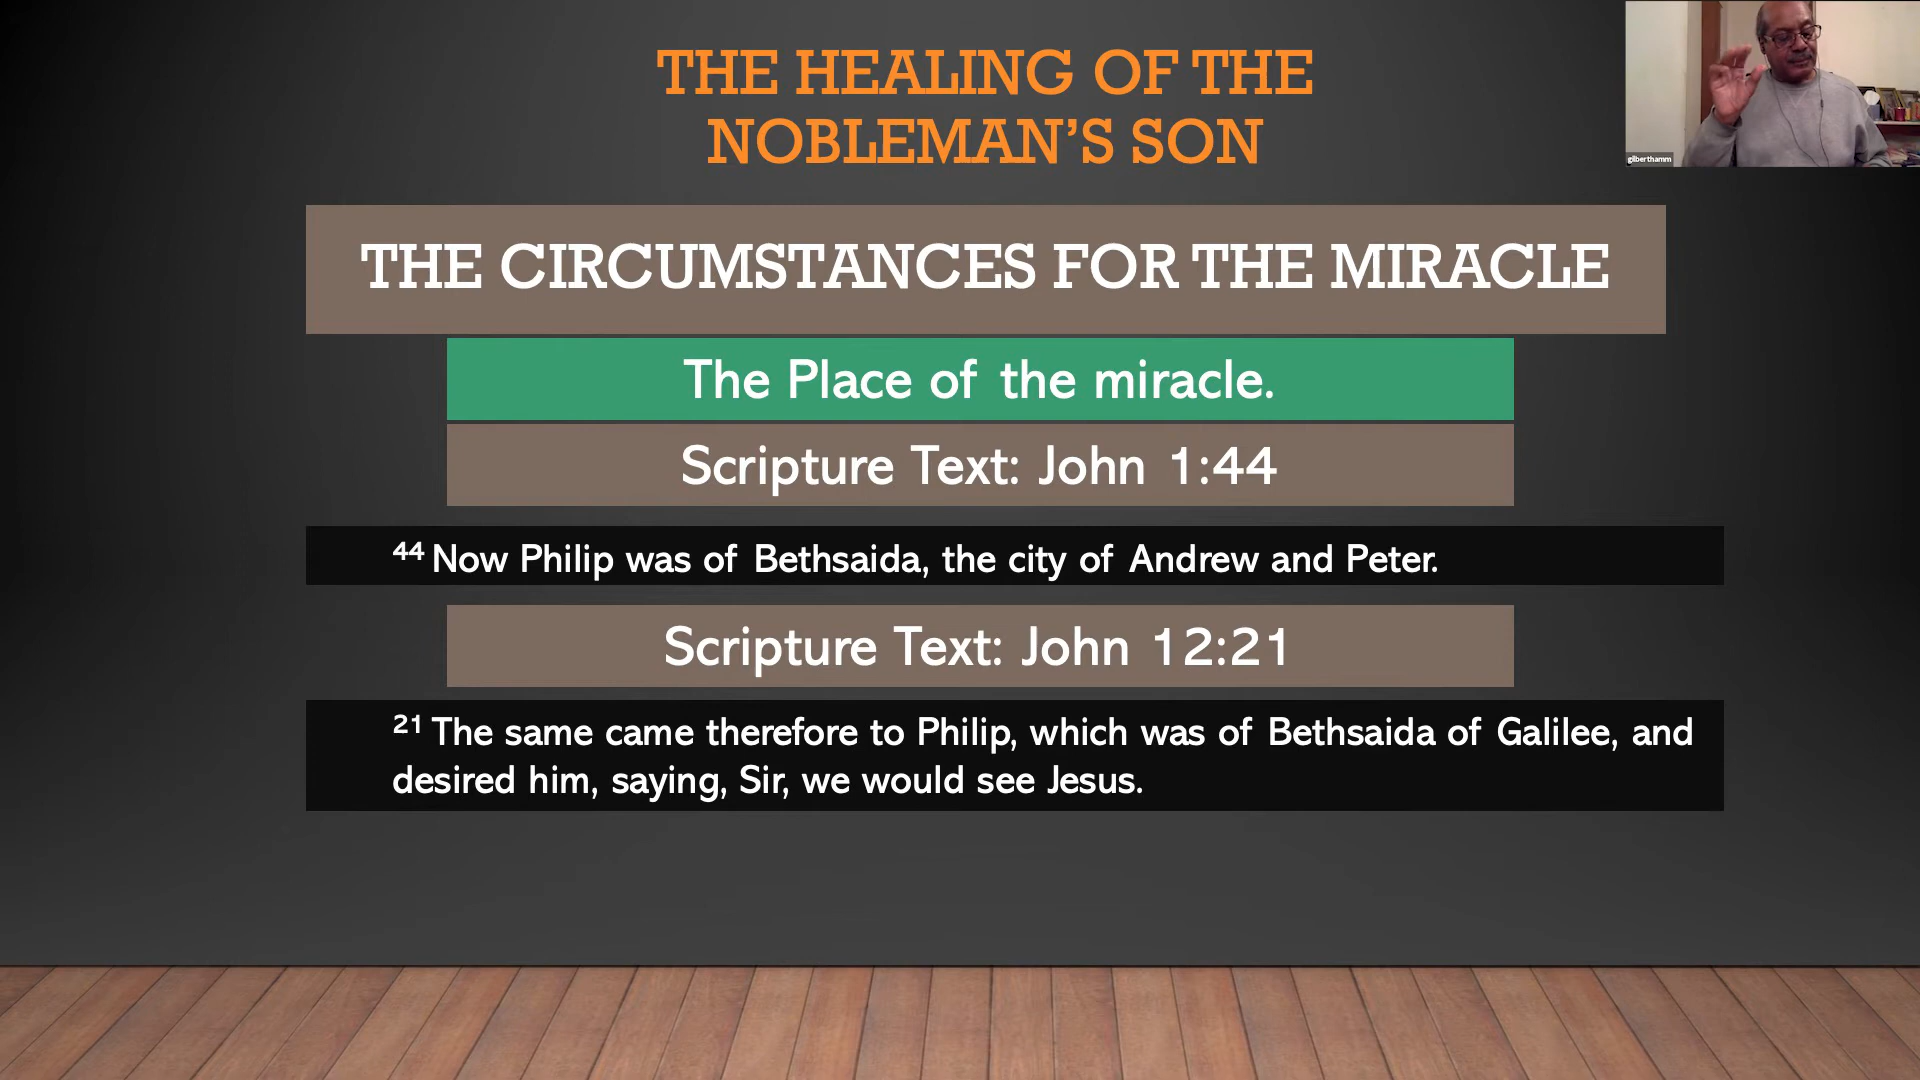 THE HEALING OF THE
NOBLEMAN’S SON
THE CIRCUMSTANCES FOR THE MIRACLE
The Place of the miracle.
Scripture Text: John 1:44
44 Now Philip was of Bethsaida, the city of Andrew and Peter.
Scripture Text: John 12:21
21 The same came therefore to Philip, which was of Bethsaida of Galilee, and
desired him, saying, Sir, we would see Jesus.
gilberthamm